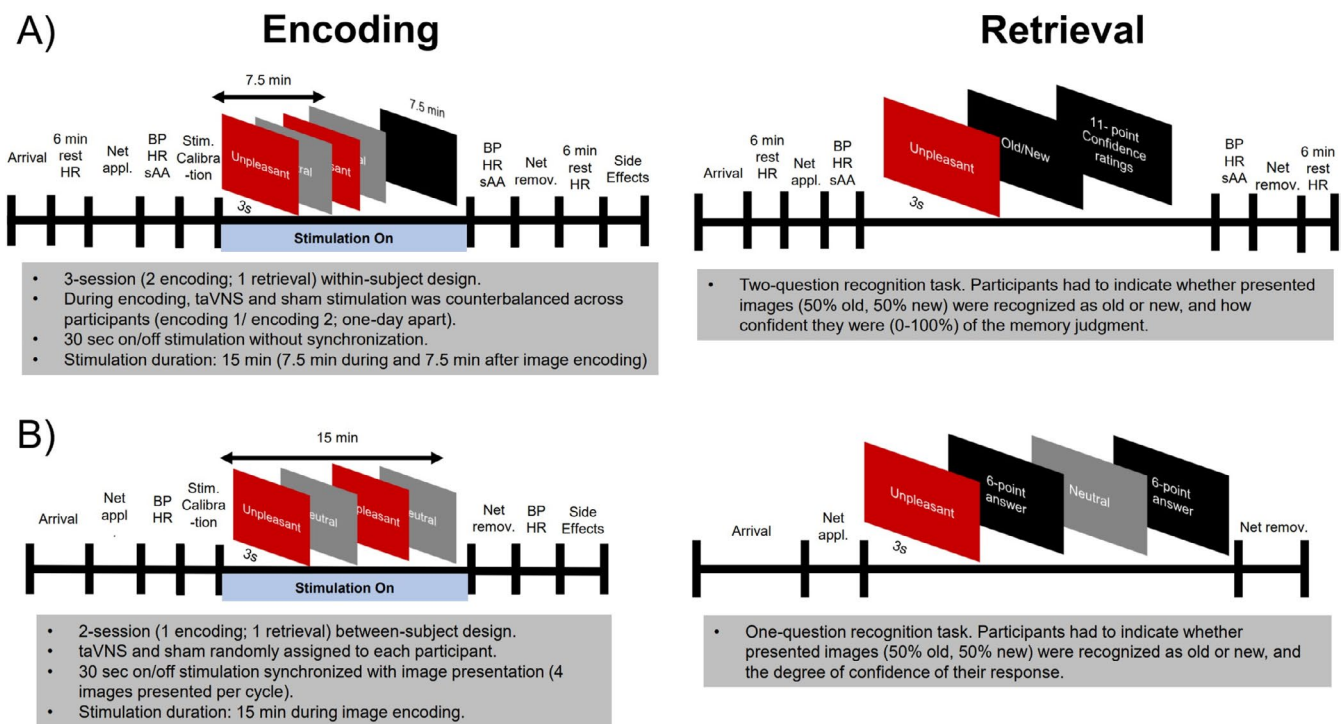 A)
Encoding
Retrieval
7.5 min
7.5 min
Arrival
6 min
rest
HR
Net
appl.
BP
HR
sAA
Stim.
Calibra
-tion
Unpleasant
tral
sant
al
3s
BP
HR
sAA
Net
remov.
6 min
rest
HR
Side
Effects
Stimulation On
Arrival
6 min
rest
HR
Net
appl.
BP
HR
sAA
Unpleasant
Old/New
11- point
Confidence
ratings
3s
BP
HR
sAA
Net
remov.
6 min
rest
HR
• 3-session (2 encoding; 1 retrieval) within-subject design.
• During encoding, taVNS and sham stimulation was counterbalanced across
participants (encoding 1/ encoding 2; one-day apart).
• 30 sec on/off stimulation without synchronization.
• Stimulation duration: 15 min (7.5 min during and 7.5 min after image encoding)
• Two-question recognition task. Participants had to indicate whether presented
images (50% old, 50% new) were recognized as old or new, and how
confident they were (0-100%) of the memory judgment.
B)
15 min
Arrival
Net
appl
.
BP
HR
Stim.
Calibra
-tion
Unpleasant
eutral
leasant
eutral
3s
Net
remov.
BP
HR
Side
Effects
Stimulation On
Arrival
Net
appl.
Unpleasant
6-point
answer
Neutral
6-point
answer
3s
Net remov.
• 2-session (1 encoding; 1 retrieval) between-subject design.
• taVNS and sham randomly assigned to each participant.
• 30 sec on/off stimulation synchronized with image presentation (4
images presented per cycle).
• Stimulation duration: 15 min during image encoding.
• One-question recognition task. Participants had to indicate whether
presented images (50% old, 50% new) were recognized as old or new, and
the degree of confidence of their response.